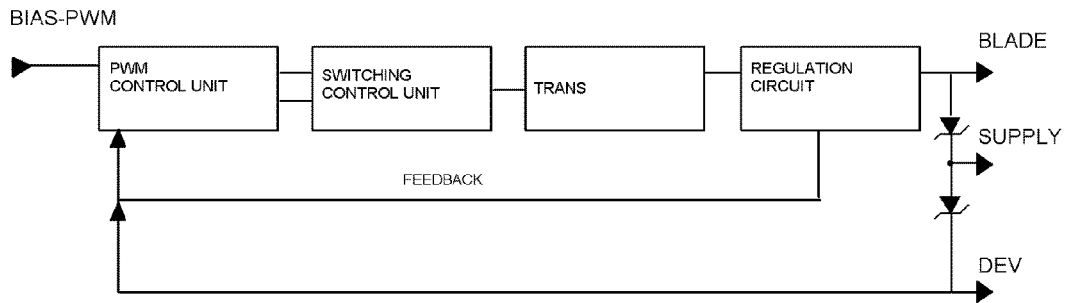 BIAS-PWM
PWM
CONTROL UNIT
SWITCHING
CONTROL UNIT
TRANS
REGULATION
CIRCUIT
BLADE
SUPPLY
FEEDBACK
DEV